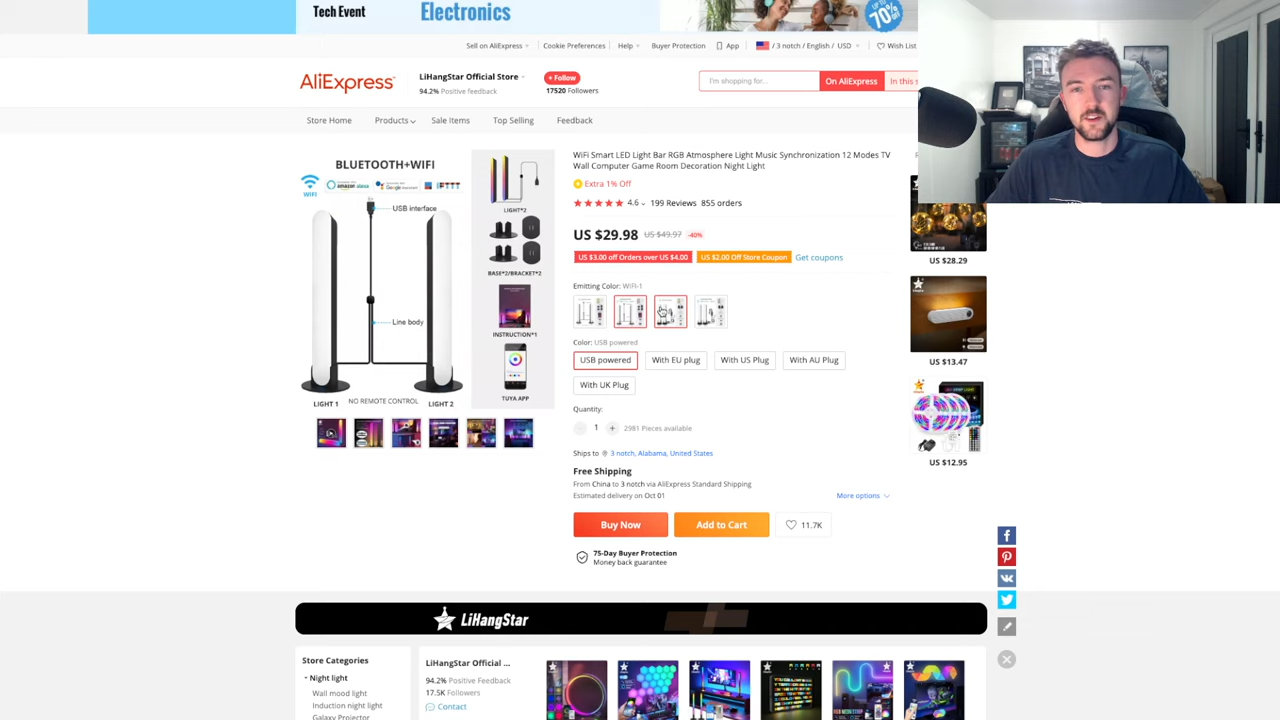 Tech Event
Electronics
UP TO
70%
OFF
Sell on AliExpress
Cookie Preferences
Help
Buyer Protection
App
/ 3 notch / English / USD
Wish List
AliExpress
LiHangStar Official Store
94.2% Positive feedback
+ Follow
17520 Followers
I'm shopping for...
On AliExpress
In this s
Store Home
Products
Sale Items
Top Selling
Feedback
BLUETOOTH+WIFI
WIFI
amazon alexa
USB interface
Line body
LIGHT 1
NO REMOTE CONTROL
LIGHT 2
LIGHT*2
BASE*2/BRACKET*2
INSTRUCTION*1
TUYA APP
WiFi Smart LED Light Bar RGB Atmosphere Light Music Synchronization 12 Modes TV
Wall Computer Game Room Decoration Night Light
Extra 1% Off
4.6
199 Reviews
855 orders
US $29.98
US $49.97
-40%
US $3.00 off Orders over US $4.00
US $2.00 Off Store Coupon
Get coupons
Emitting Color: WIFI-1
Color: USB powered
USB powered
With EU plug
With US Plug
With AU Plug
With UK Plug
Quantity:
1
2981 Pieces available
Ships to
3 notch, Alabama, United States
Free Shipping
From China to 3 notch via AliExpress Standard Shipping
Estimated delivery on Oct 01
More options
Buy Now
Add to Cart
11.7K
75-Day Buyer Protection
Money back guarantee
US $28.29
US $13.47
US $12.95
LiHangStar
Store Categories
Night light
Wall mood light
Induction night light
Galaxy Projector
LiHangStar Official ...
94.2% Positive Feedback
17.5K Followers
Contact